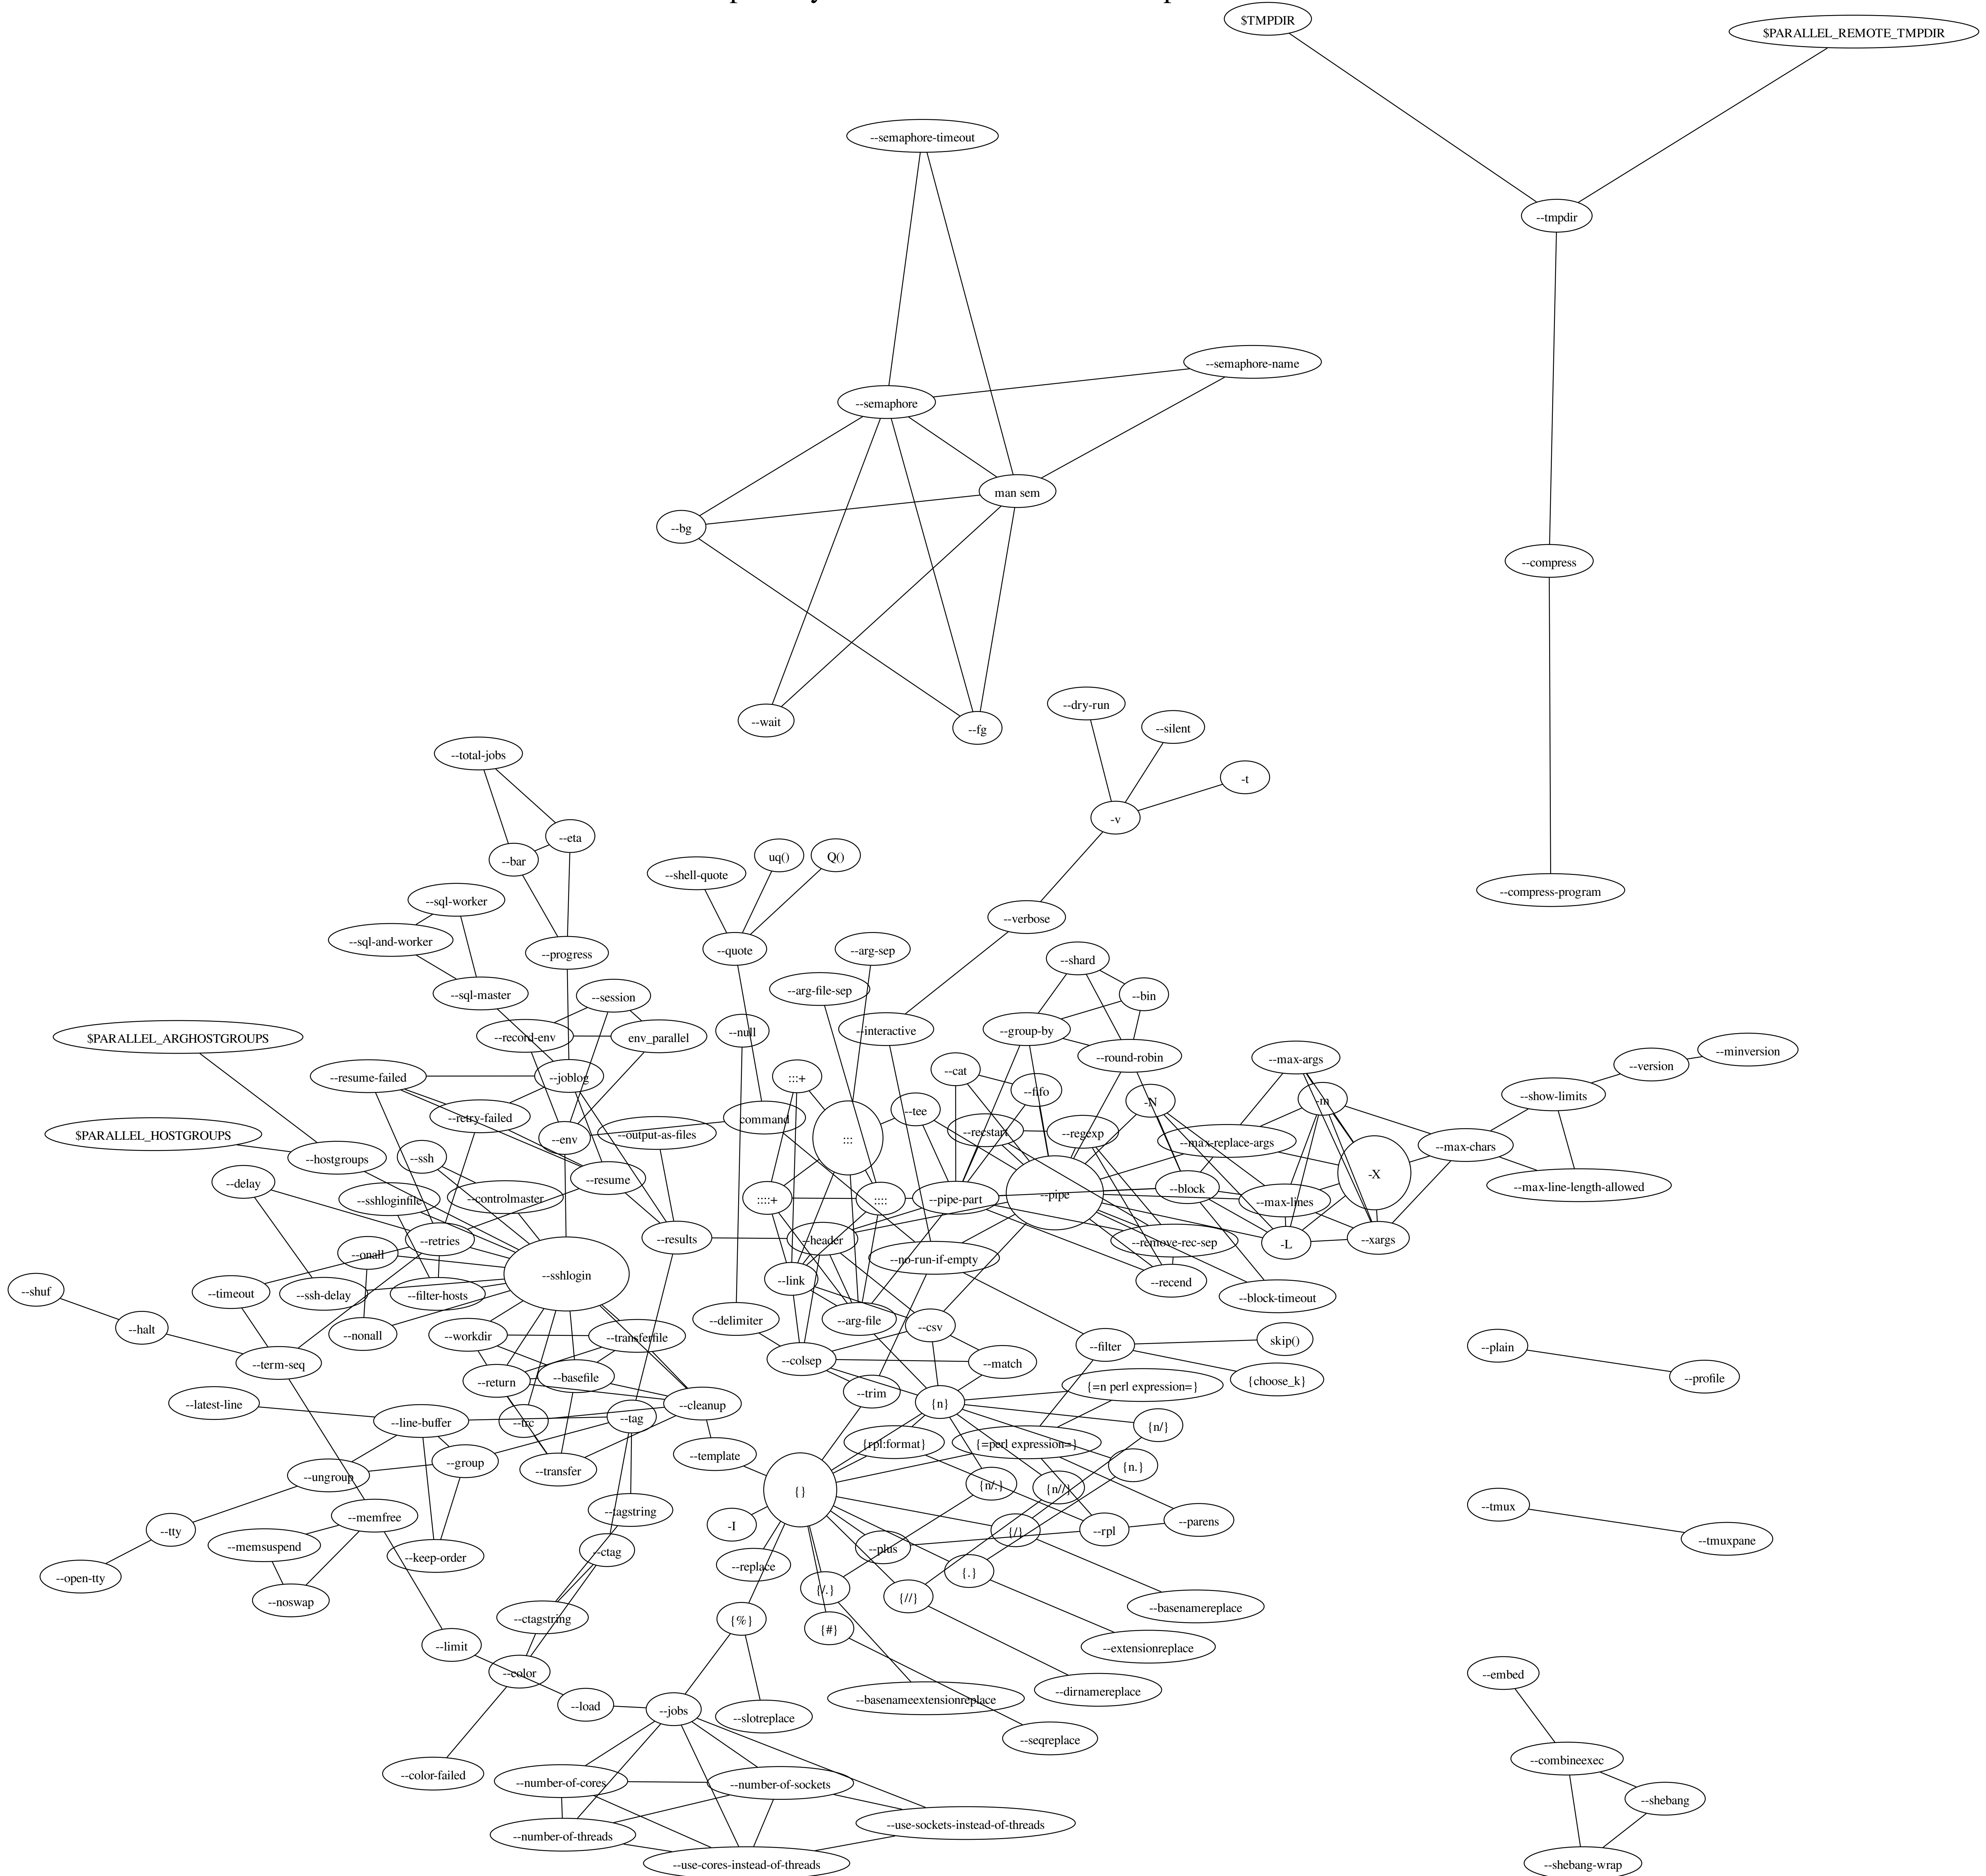 $TMPDIR
$PARALLEL_REMOTE_TMPDIR
--semaphore-timeout
--tmpdir
--semaphore-name
--semaphore
man sem
--bg
--compress
--dry-run
--wait
--fg
--silent
--total-jobs
-t
-v
--eta
--bar
uq()
Q()
--shell-quote
--compress-program
--sql-worker
--verbose
--sql-and-worker
--quote
--arg-sep
--progress
--shard
--arg-file-sep
--sql-master
--session
--bin
--null
--interactive
--group-by
$PARALLEL_ARGHOSTGROUPS
--record-env
env_parallel
--minversion
--round-robin
--max-args
--version
--cat
--resume-failed
--joblog
:::+
--fifo
--show-limits
-N
-m
--tee
--retry-failed
command
$PARALLEL_HOSTGROUPS
--env
--output-as-files
:::
--recstart
--regexp
--max-replace-args
--max-chars
--hostgroups
--ssh
-X
--delay
--resume
--max-line-length-allowed
--sshloginfile
--controlmaster
::::+
::::
--pipe-part
--pipe
--block
--max-lines
--retries
--results
--header
--remove-rec-sep
-L
--xargs
--onall
--no-run-if-empty
--sshlogin
--link
--recend
--shuf
--timeout
--ssh-delay
--filter-hosts
--block-timeout
--delimiter
--arg-file
--csv
--halt
--nonall
--workdir
--transferfile
--filter
skip()
--plain
--term-seq
--colsep
--match
--return
--basefile
--trim
{=n perl expression=}
{choose_k}
--profile
--latest-line
--line-buffer
--trc
--tag
--cleanup
{n}
{n/}
--template
{rpl:format}
{=perl expression=}
--ungroup
--group
--transfer
{n.}
{}
{n/.}
{n//}
--tmux
--memfree
--tagstring
-I
--parens
--tty
{/}
--rpl
--tmuxpane
--memsuspend
--keep-order
--ctag
--plus
--open-tty
--replace
{.}
--noswap
{/.}
{//}
--basenamereplace
--ctagstring
{%}
{#}
--limit
--extensionreplace
--color
--embed
--dirnamereplace
--basenameextensionreplace
--load
--jobs
--slotreplace
--seqreplace
--combineexec
--color-failed
--number-of-cores
--number-of-sockets
--shebang
--use-sockets-instead-of-threads
--number-of-threads
--use-cores-instead-of-threads
--shebang-wrap